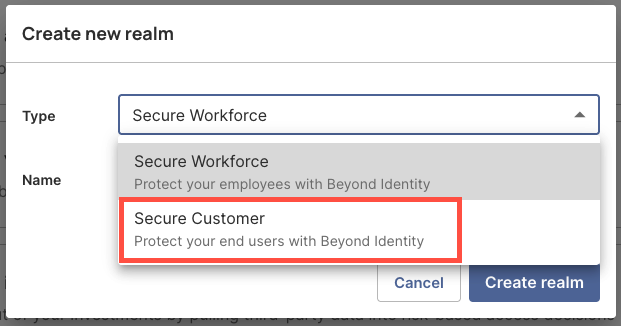 Create new realm
Type
Secure Workforce
Secure Workforce
Protect your employees with Beyond Identity
Name
Secure Customer
Protect your end users with Beyond Identity
Cancel
Create realm